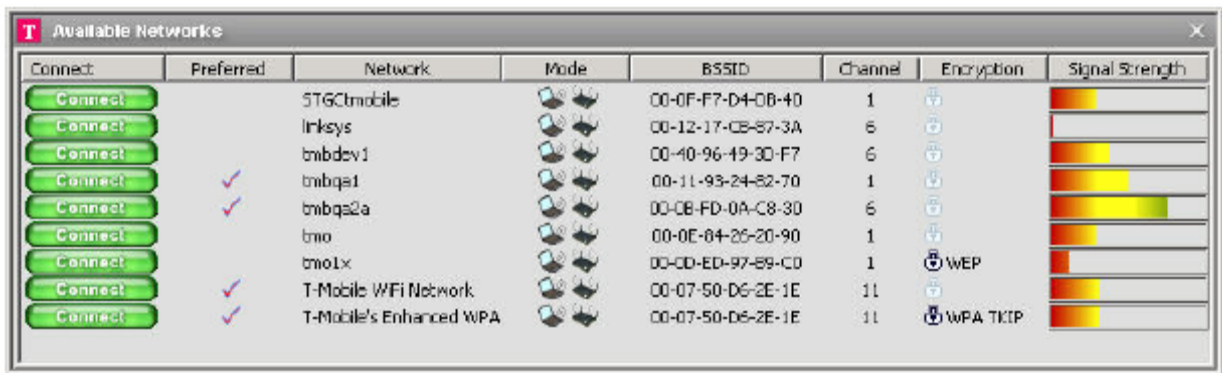 T Available Networks
Connect Preferred Network Mode BSSID Channel Encryption Signal Strength
Connect STGCtmobile 00-0F-F7-D4-0B-40 1
Connect linksys 00-12-17-CB-87-3A 6
Connect tmbdev1 00-40-96-49-3D-F7 6
Connect tmbqa1 00-11-93-24-82-70 1
Connect tmbqa2a 00-0B-FD-0A-C8-30 6
Connect tmo 00-0E-84-26-20-90 1
Connect tmo1x 00-0D-ED-97-B9-C0 1 WEP
Connect T-Mobile WiFi Network 00-07-50-D6-2E-1E 11
Connect T-Mobile's Enhanced WPA 00-07-50-D6-2E-1E 11 WPA TKIP